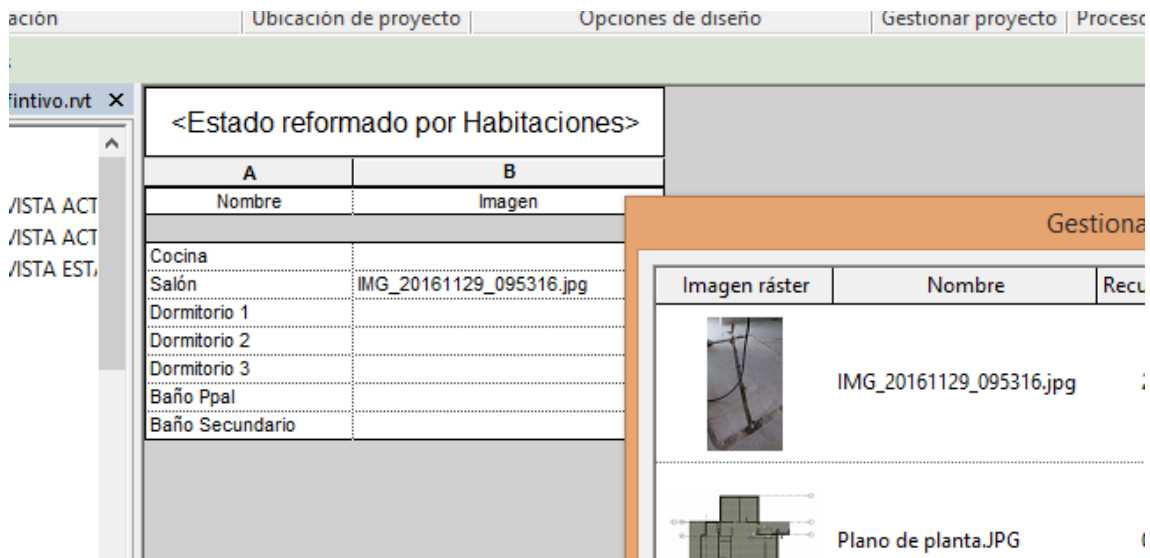 ación Ubicación de proyecto Opciones de diseño Gestionar proyecto Proceso
fintivo.rvt
<Estado reformado por Habitaciones>
A B
Nombre Imagen
VISTA ACT
VISTA ACT
VISTA EST
Gestiona
Cocina
Salón IMG_20161129_095316.jpg
Dormitorio 1
Dormitorio 2
Dormitorio 3
Baño Ppal
Baño Secundario
Imagen ráster Nombre Recu
IMG_20161129_095316.jpg
Plano de planta.JPG